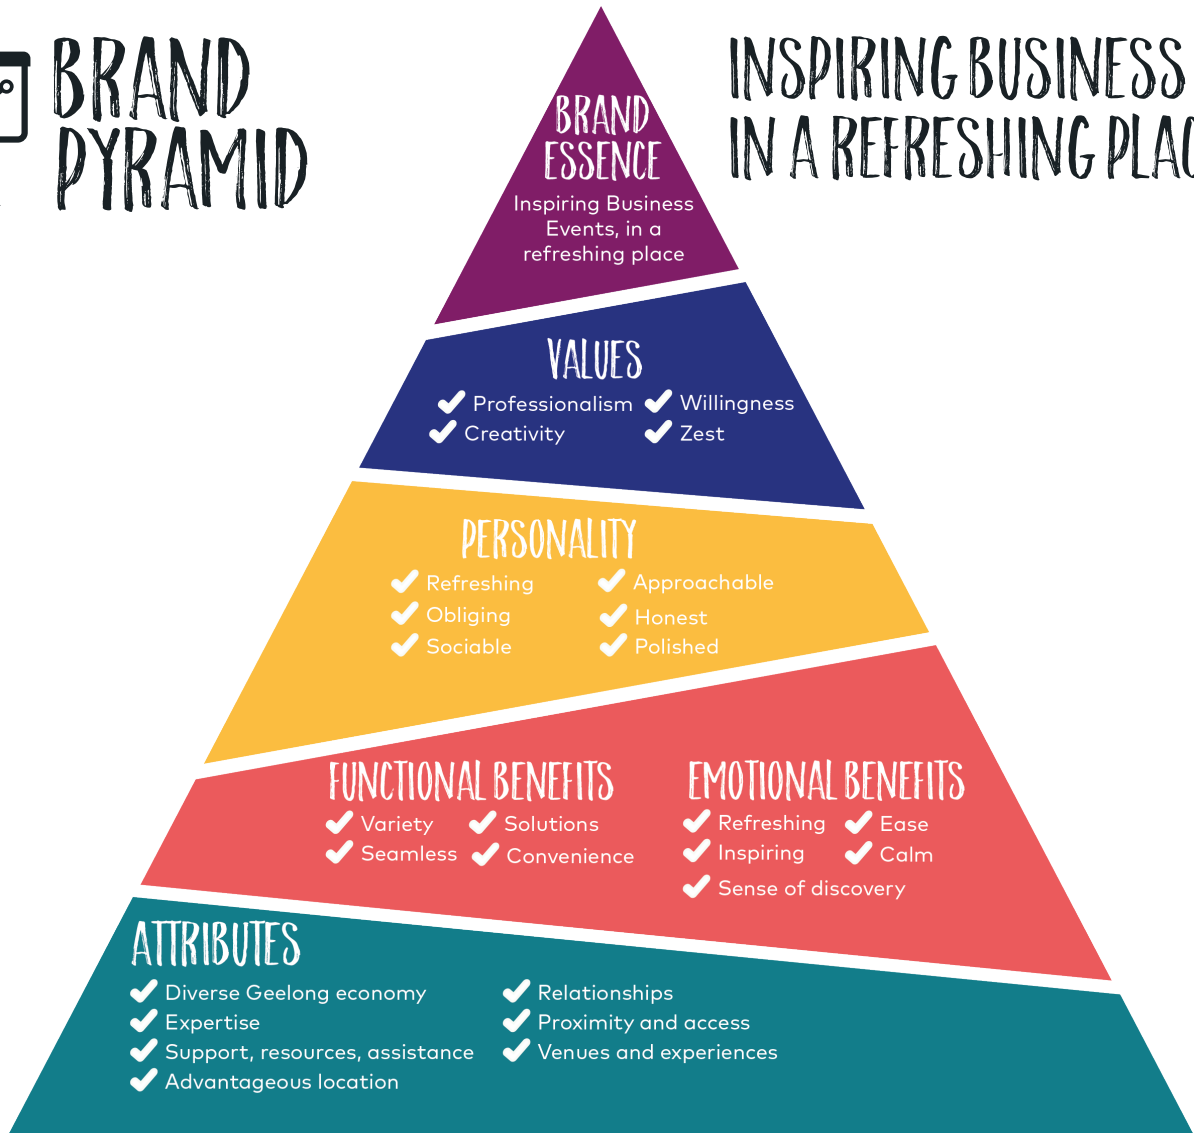 BRAND
PYRAMID
INSPIRING BUSINESS
IN A REFRESHING
BRAND
ESSENCE
Inspiring Business
Events, in a
refreshing place
VALUES
Professionalism Willingness
Creativity Zest
PERSONALITY
Refreshing Approachable
Obliging Honest
Sociable Polished
FUNCTIONAL BENEFITS
Variety Solutions
Seamless Convenience
EMOTIONAL BENEFITS
Refreshing Ease
Inspiring Calm
Sense of discovery
ATTRIBUTES
Diverse Geelong economy
Expertise
Support, resources, assistance
Advantageous location
Relationships
Proximity and access
Venues and experiences